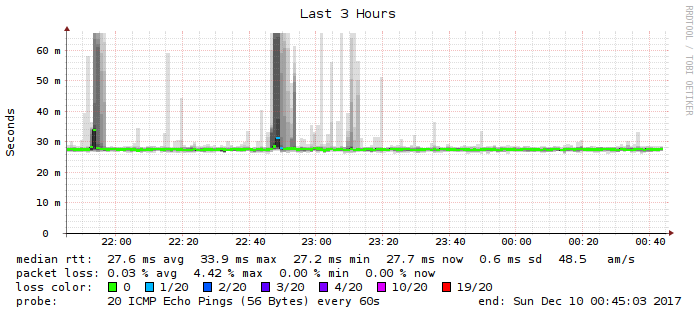 Last 3 Hours
RRDTOOL / TOBI OETIKER
Seconds
60 m
50 m
40 m
30 m
20 m
10 m
0
22:00 22:20 22:40 23:00 23:20 23:40 00:00 00:20 00:40
median rtt: 27.6 ms avg 33.9 ms max 27.2 ms min 27.7 ms now 0.6 ms sd 48.5 am/s
packet loss: 0.03 % avg 4.42 % max 0.00 % min 0.00 % now
loss color: 0 1/20 2/20 3/20 4/20 10/20 19/20
probe: 20 ICMP Echo Pings (56 Bytes) every 60s end: Sun Dec 10 00:45:03 2017